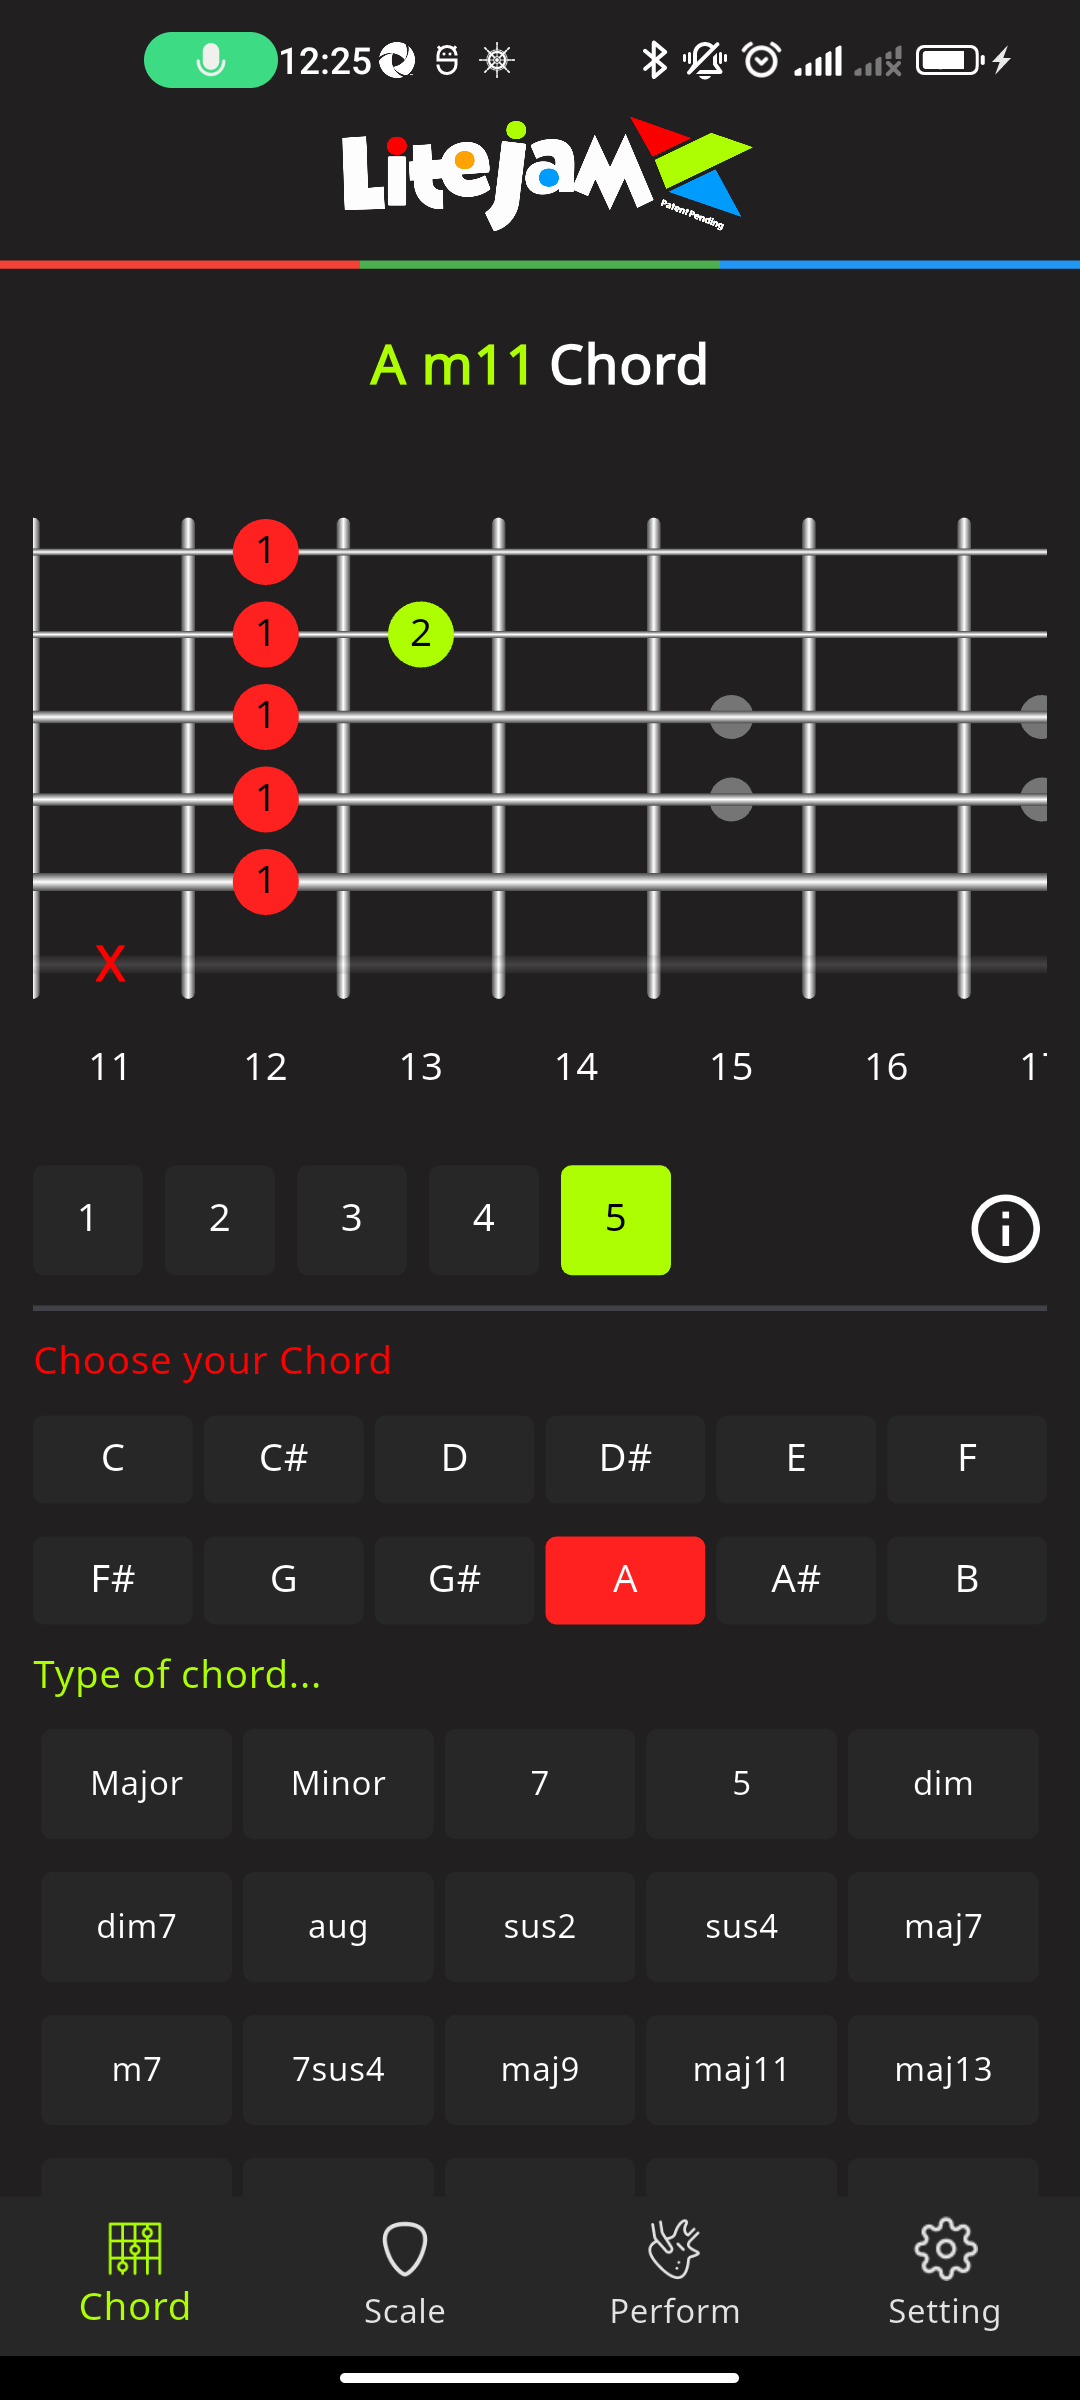 12:25
Litejam
Patent Pending
A m11 Chord
1
1 2
1
1
1
X
11 12 13 14 15 16
1 2 3 4 5
Choose your Chord
C C# D D# E F
F# G G# A A# B
Type of chord...
Major Minor 7 5 dim
dim7 aug sus2 sus4 maj7
m7 7sus4 maj9 maj11 maj13
Chord Scale Perform Setting